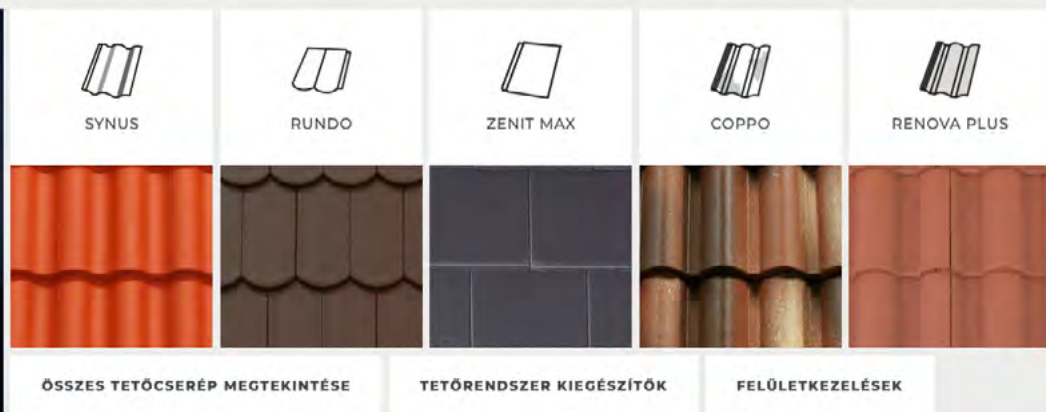 SYNUS
RUNDO
ZENIT MAX
COPPO
RENOVA PLUS
ÖSSZES TETŐCSERÉP MEGTEKINTÉSE
TETŐRENDSZER KIEGÉSZÍTŐK
FELÜLETKEZELÉSEK